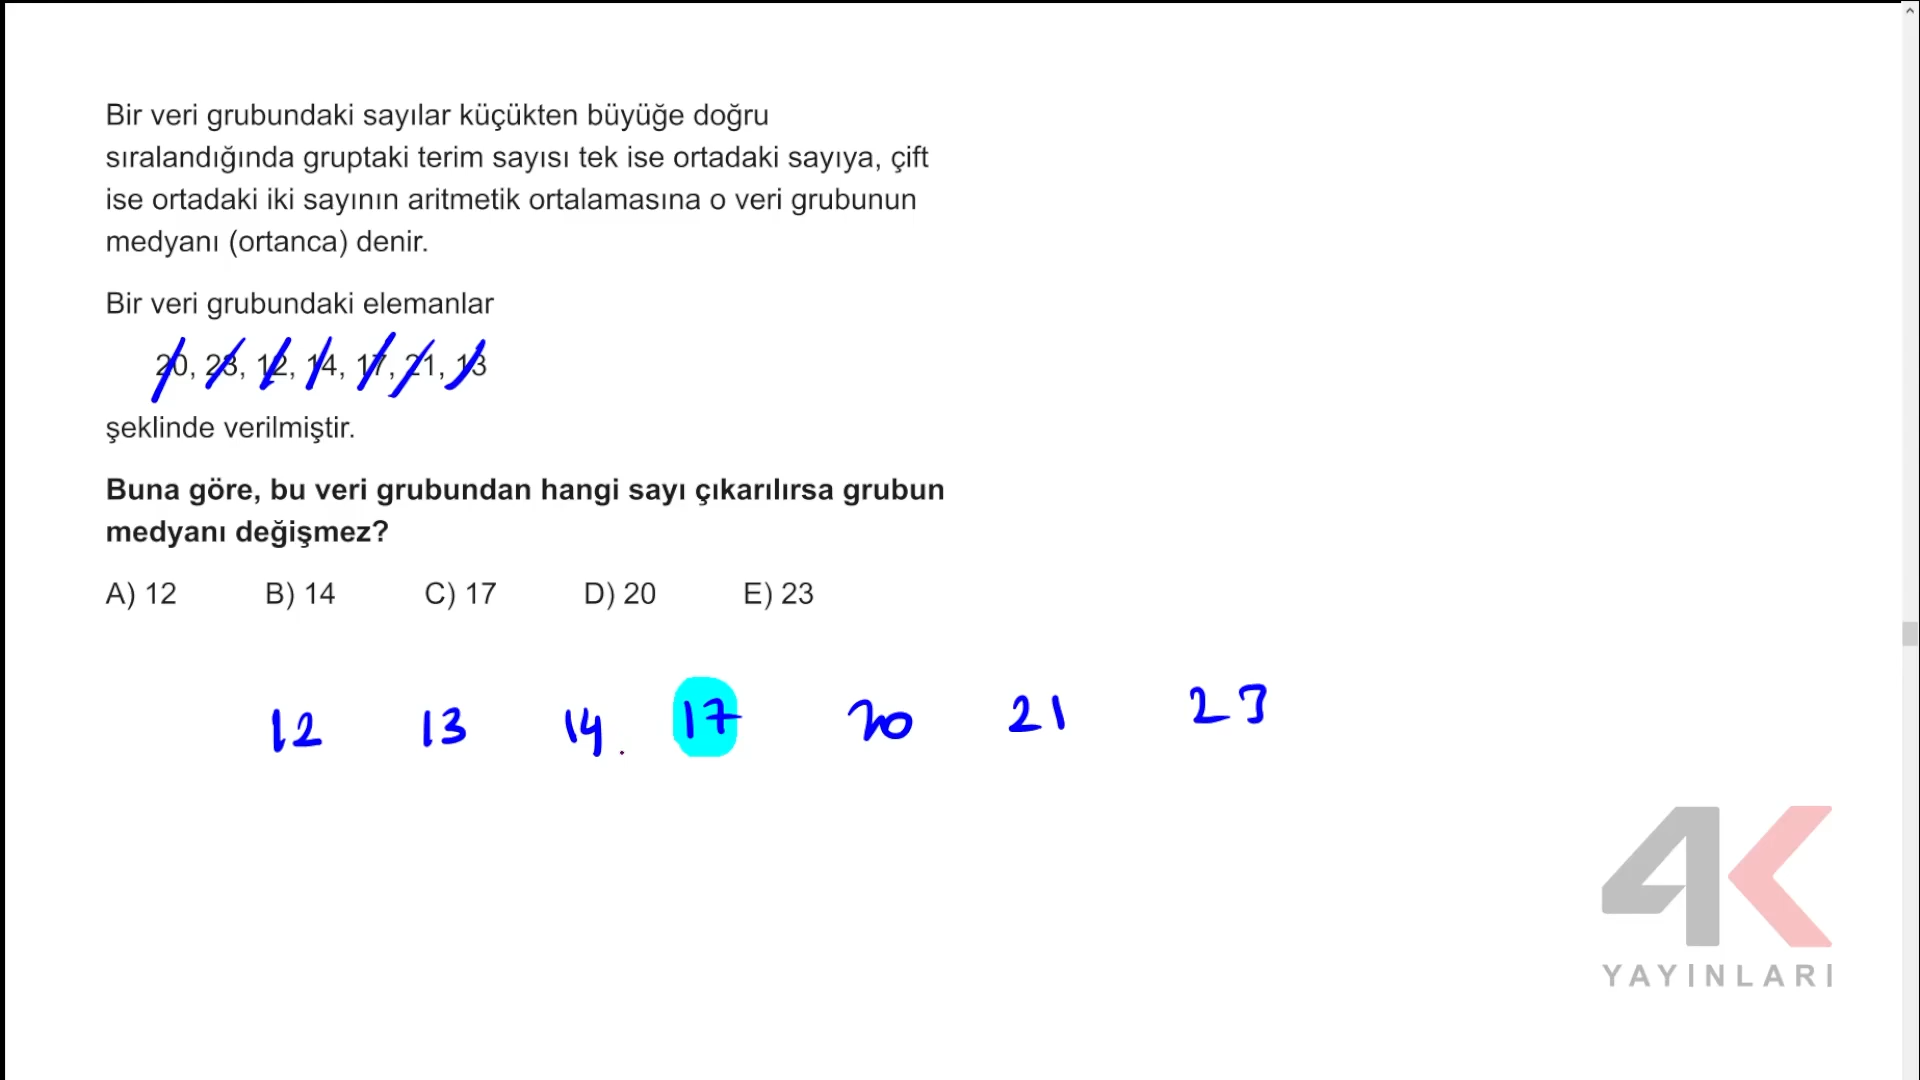 Bir veri grubundaki sayılar küçükten büyüğe doğru
sıralandığında gruptaki terim sayısı tek ise ortadaki sayıya, çift
ise ortadaki iki sayının aritmetik ortalamasına o veri grubunun
medyanı (ortanca) denir.
Bir veri grubundaki elemanlar
20, 23, 12, 14, 17, 21, 13
şeklinde verilmiştir.
Buna göre, bu veri grubundan hangi sayı çıkarılırsa grubun
medyanı değişmez?
A) 12 B) 14 C) 17 D) 20 E) 23
12 13 14 17 20 21 23
4K
YAYINLARI